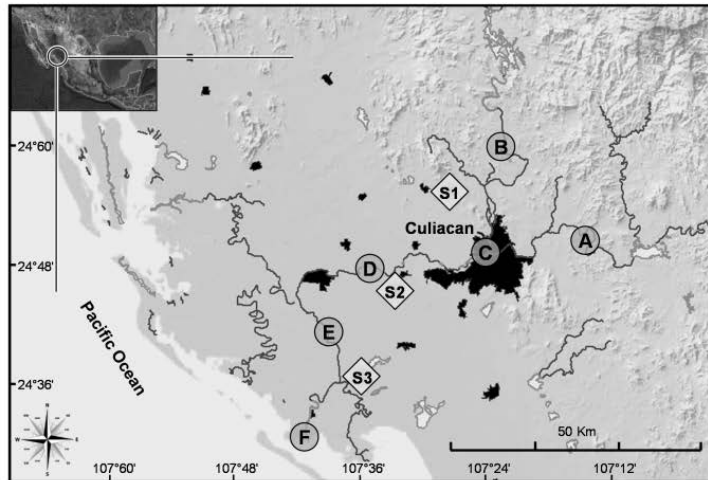 24°60'
B
S1
Culiacan
A
C
24°48'
D
S2
E
Pacific Ocean
24°36'
S3
50 Km
F
107°60'
107°48'
107°36'
107°24'
107°12'